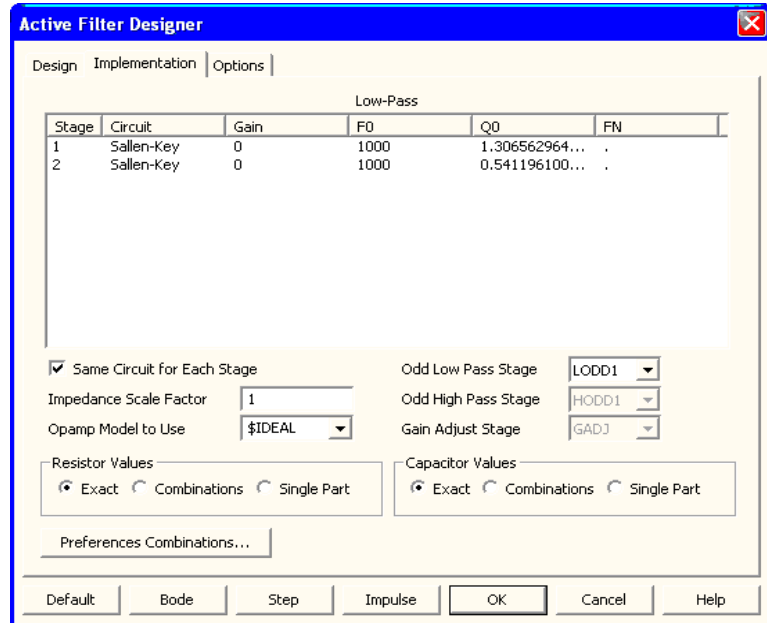 Active Filter Designer
Design Implementation Options
Low-Pass
Stage Circuit Gain F0 Q0 FN
1 Sallen-Key 0 1000 1.306562964... .
2 Sallen-Key 0 1000 0.541196100... .
Same Circuit for Each Stage Odd Low Pass Stage LODD1
Impedance Scale Factor 1 Odd High Pass Stage HODD1
Opamp Model to Use $IDEAL Gain Adjust Stage GADJ
Resistor Values Capacitor Values
Exact Combinations Single Part Exact Combinations Single Part
Preferences Combinations...
Default Bode Step Impulse OK Cancel Help